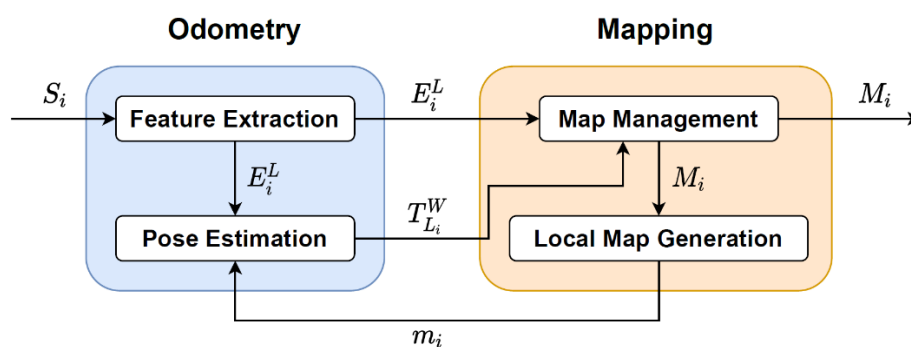 Odometry
Mapping
$S_i$
$E_i^L$
$M_i$
Feature Extraction
Map Management
$E_i^L$
$M_i$
$T_{L_i}^W$
Pose Estimation
Local Map Generation
$m_i$